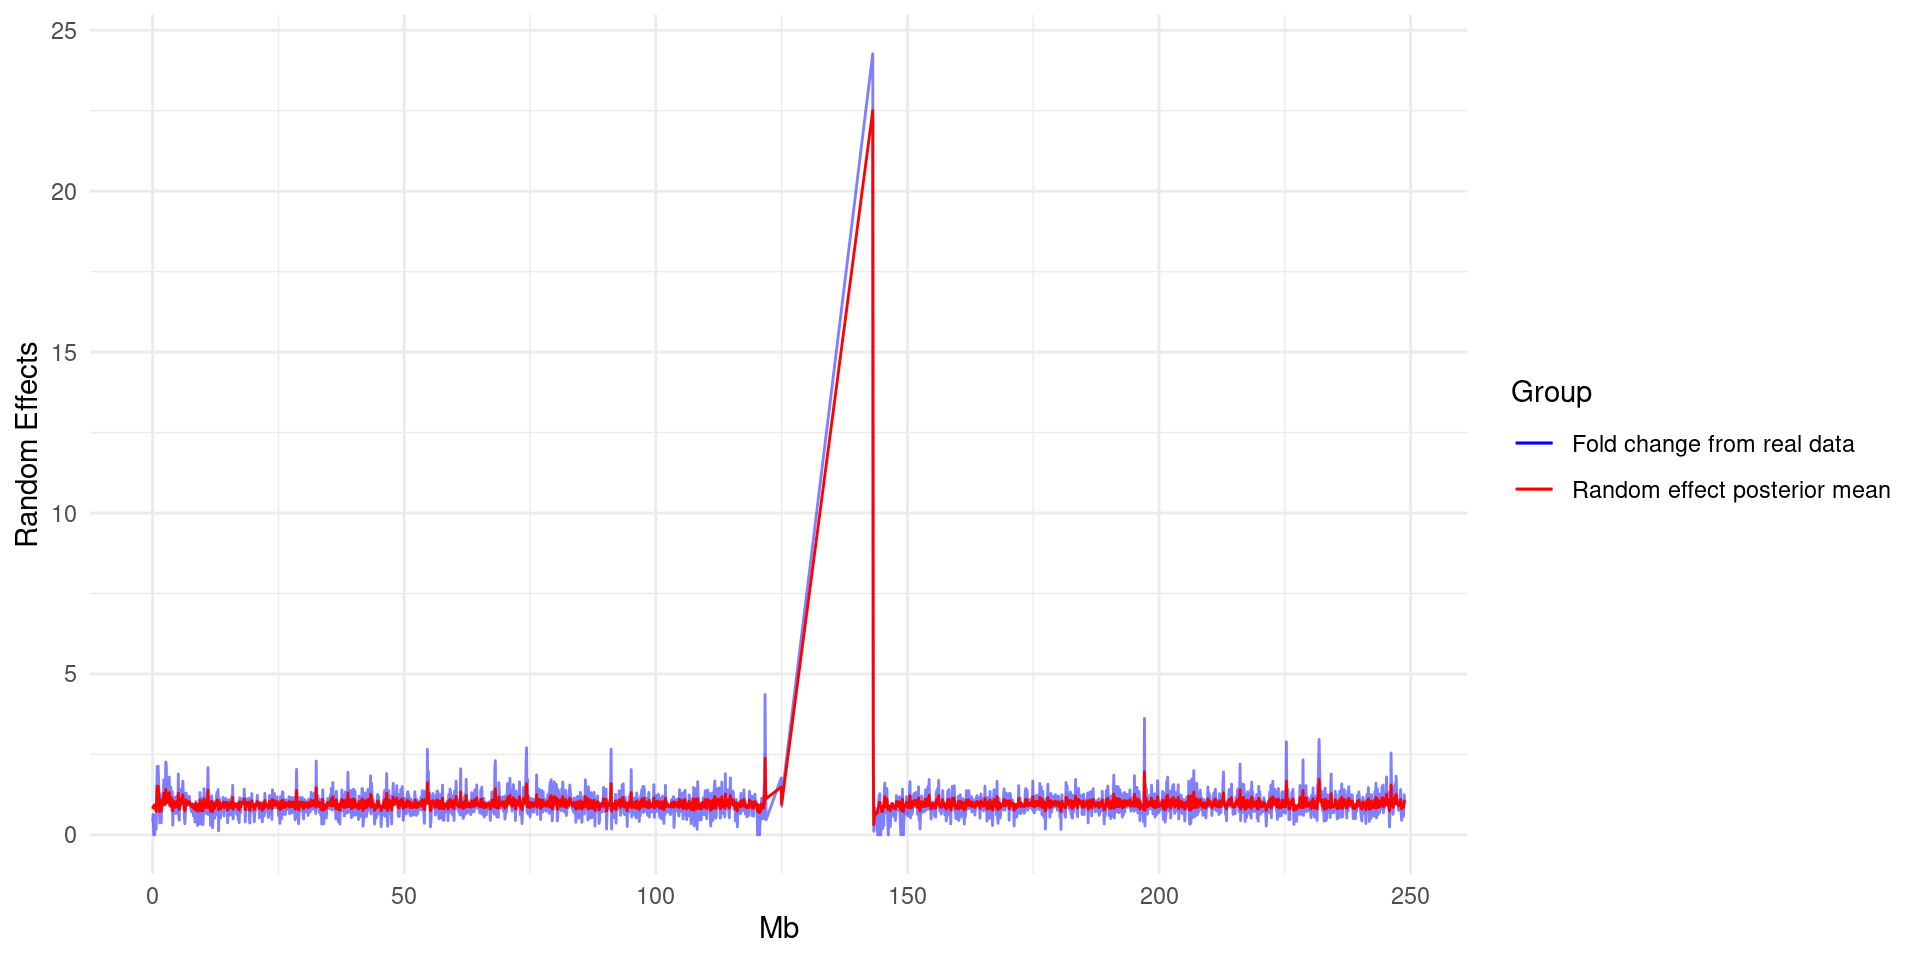 25
20
15
10
5
0
Random Effects
0 50 100 150 200 250
Mb
Group
Fold change from real data
Random effect posterior mean